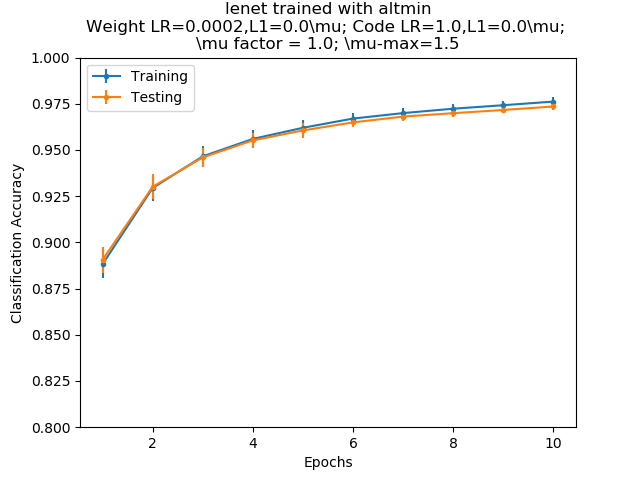 lenet trained with altmin
Weight LR=0.0002,L1=0.0\mu; Code LR=1.0,L1=0.0\mu;
\mu factor = 1.0; \mu-max=1.5
1.000
0.975
0.950
0.925
0.900
0.875
0.850
0.825
0.800
Classification Accuracy
Training
Testing
2
4
6
8
10
Epochs